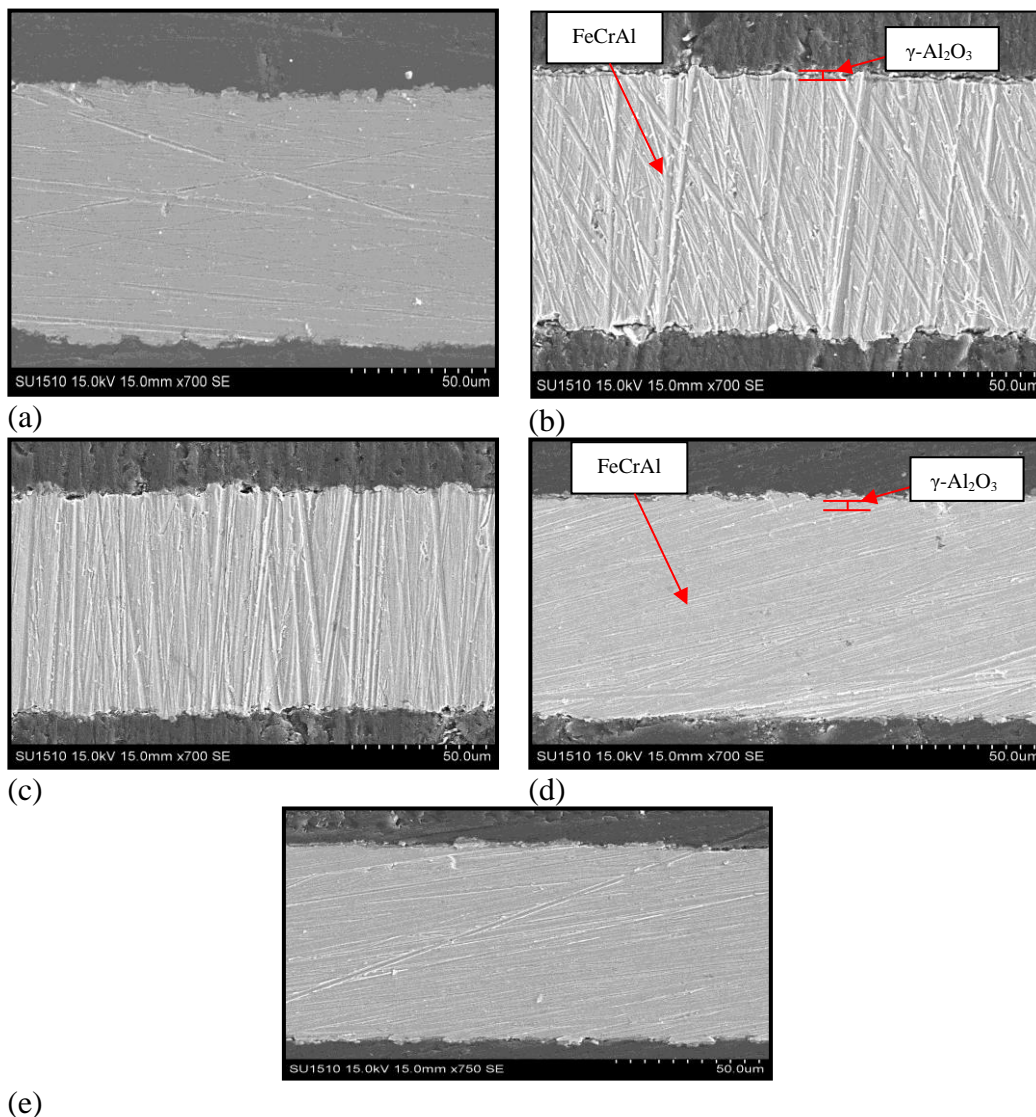 FeCrAl
γ-Al₂O₃
SU1510 15.0kV 15.0mm x700 SE 50.0um
SU1510 15.0kV 15.0mm x700 SE 50.0um
(a)
(b)
FeCrAl
γ-Al₂O₃
SU1510 15.0kV 15.0mm x700 SE 50.0um
SU1510 15.0kV 15.0mm x700 SE 50.0um
(c)
(d)
SU1510 15.0kV 15.0mm x750 SE 50.0um
(e)